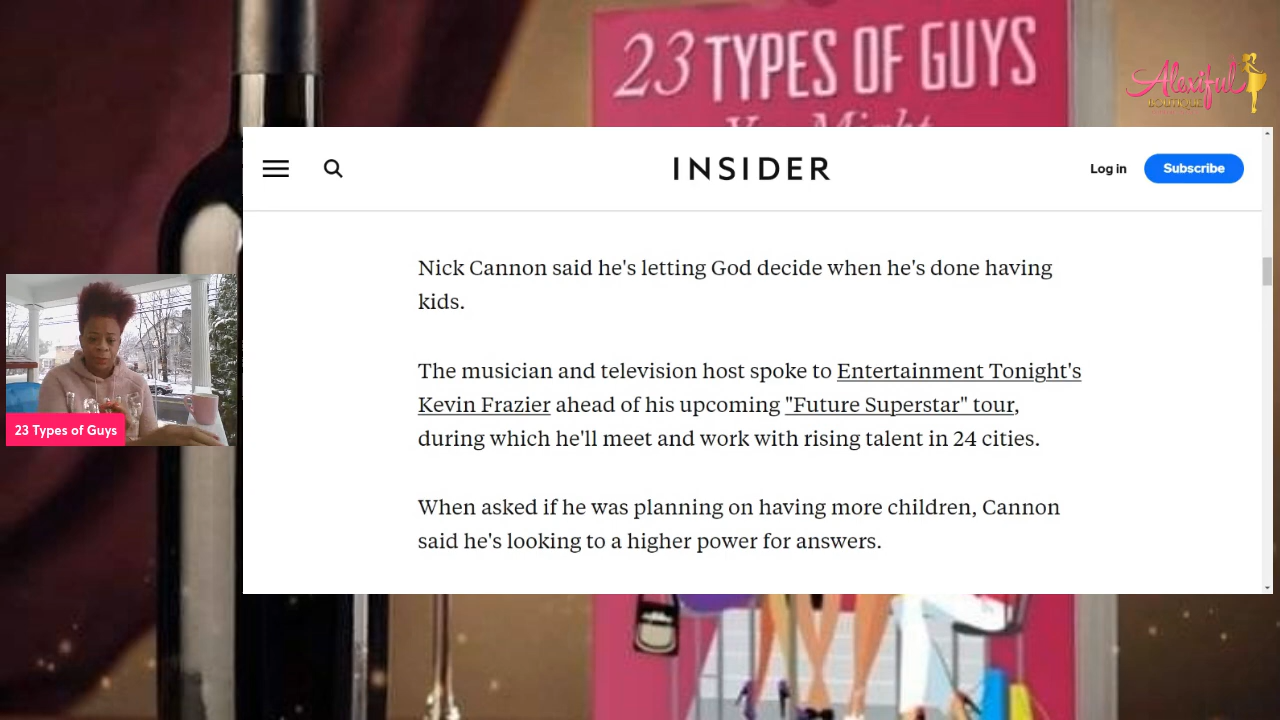 23 TYPES OF GUYS
You Might
Alexiful
BOUTIQUE
INSIDER
Log in
Subscribe
Nick Cannon said he's letting God decide when he's done having
kids.
The musician and television host spoke to Entertainment Tonight's
Kevin Frazier ahead of his upcoming "Future Superstar" tour,
during which he'll meet and work with rising talent in 24 cities.
When asked if he was planning on having more children, Cannon
said he's looking to a higher power for answers.
23 Types of Guys